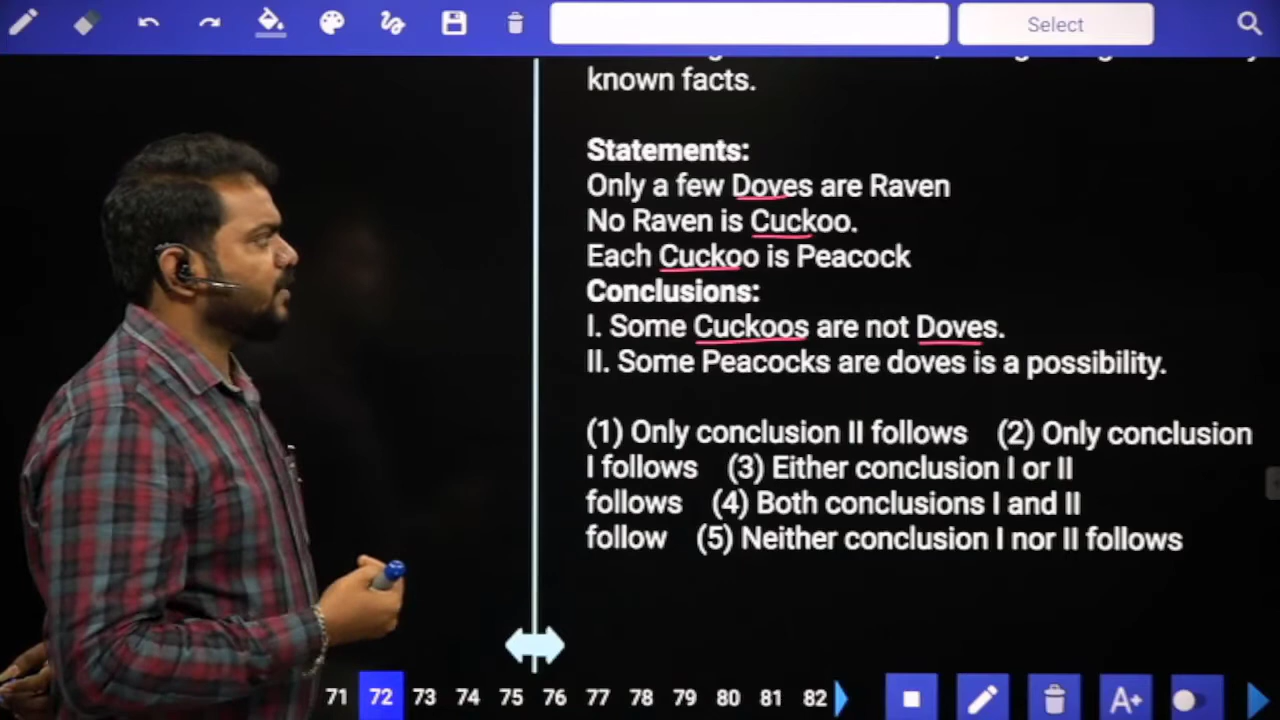 Select
known facts.
Statements:
Only a few Doves are Raven
No Raven is Cuckoo.
Each Cuckoo is Peacock
Conclusions:
I. Some Cuckoos are not Doves.
II. Some Peacocks are doves is a possibility.
(1) Only conclusion II follows (2) Only conclusion
I follows (3) Either conclusion I or II
follows (4) Both conclusions I and II
follow (5) Neither conclusion I nor II follows
71 72 73 74 75 76 77 78 79 80 81 82
A+